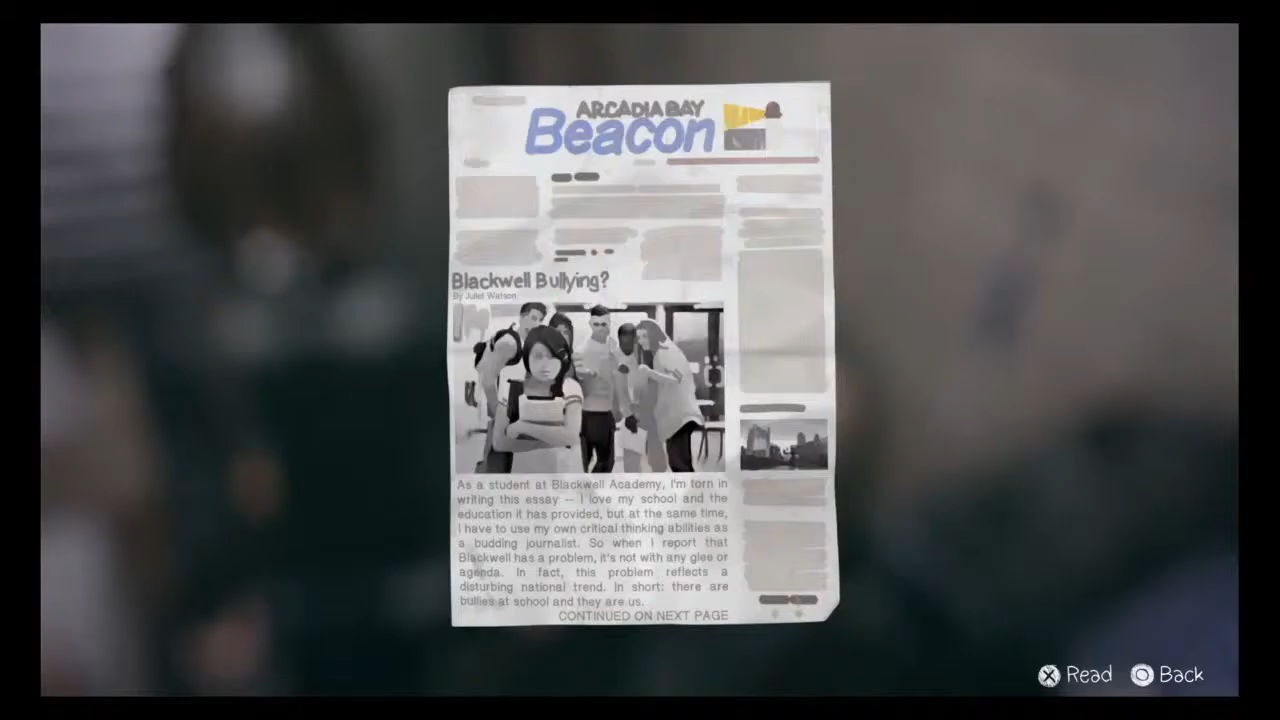 ARCADIA BAY
Beacon
Blackwell Bullying?
By Juliet Watson
As a student at Blackwell Academy, I'm torn in
writing this essay -- I love my school and the
education it has provided, but at the same time,
I have to use my own critical thinking abilities as
a budding journalist. So when I report that
Blackwell has a problem, it's not with any glee or
agenda. In fact, this problem reflects a
disturbing national trend. In short: there are
bullies at school and they are us.
CONTINUED ON NEXT PAGE
Read Back